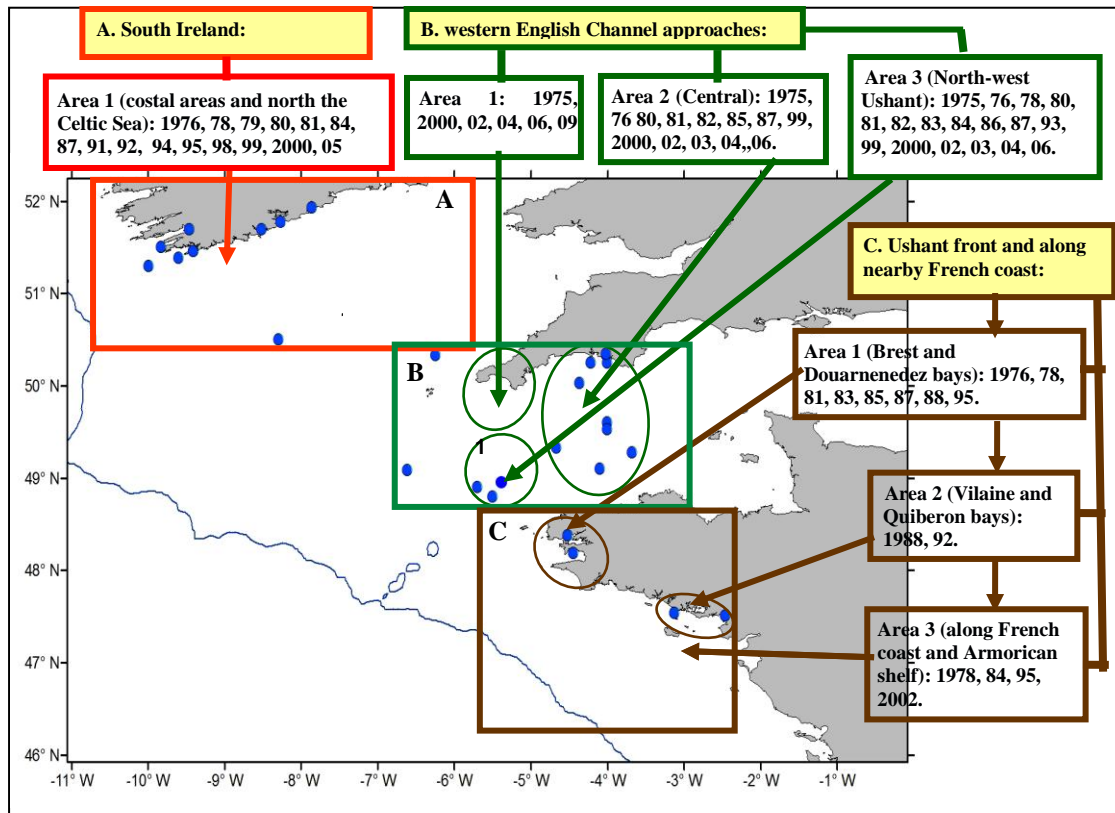 A. South Ireland:
B. western English Channel approaches:
Area 1 (costal areas and north the
Celtic Sea): 1976, 78, 79, 80, 81, 84,
87, 91, 92, 94, 95, 98, 99, 2000, 05
Area 1: 1975,
2000, 02, 04, 06, 09
Area 2 (Central): 1975,
76 80, 81, 82, 85, 87, 99,
2000, 02, 03, 04,,06.
Area 3 (North-west
Ushant): 1975, 76, 78, 80,
81, 82, 83, 84, 86, 87, 93,
99, 2000, 02, 03, 04, 06.
C. Ushant front and along
nearby French coast:
Area 1 (Brest and
Douarnenedez bays): 1976, 78,
81, 83, 85, 87, 88, 95.
Area 2 (Vilaine and
Quiberon bays):
1988, 92.
Area 3 (along French
coast and Armorican
shelf): 1978, 84, 95,
2002.
A
B
1
C
52° N
51° N
50° N
49° N
48° N
47° N
46° N
-11° W
-10° W
-9° W
-8° W
-7° W
-6° W
-5° W
-4° W
-3° W
-2° W
-1° W